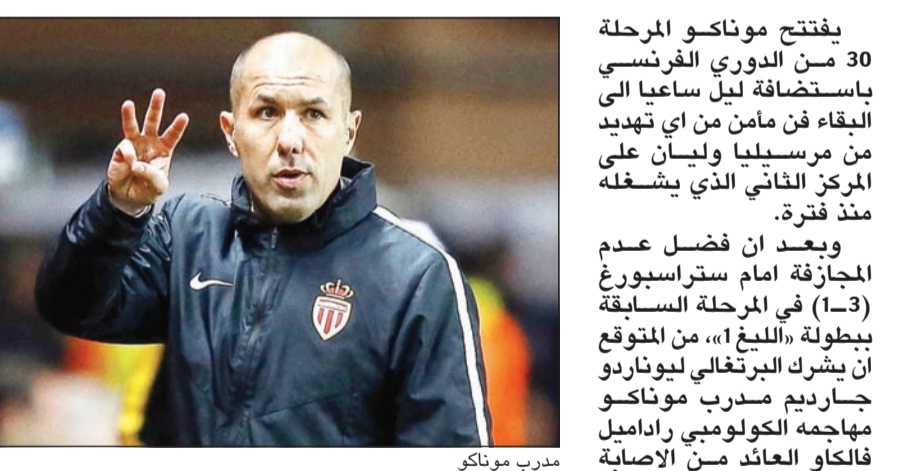 يفتتح موناكو المرحلة
30 من الدوري الفرنسي
باستضافة ليل ساعيا الى
البقاء فن مأمن من اي تهديد
من مرسيليا وليان على
المركز الثاني الذي يشغله
منذ فترة.
وبعد ان فضل عدم
المجازفة امام ستراسبورغ
(3-1) في المرحلة السابقة
ببطولة «الليغ 1»، من المتوقع
ان يشرك البرتغالي ليوناردو
جارديم مدرب موناكو
مهاجمه الكولومبي راداميل
فالكاو العائد من الاصابة
مدرب موناكو